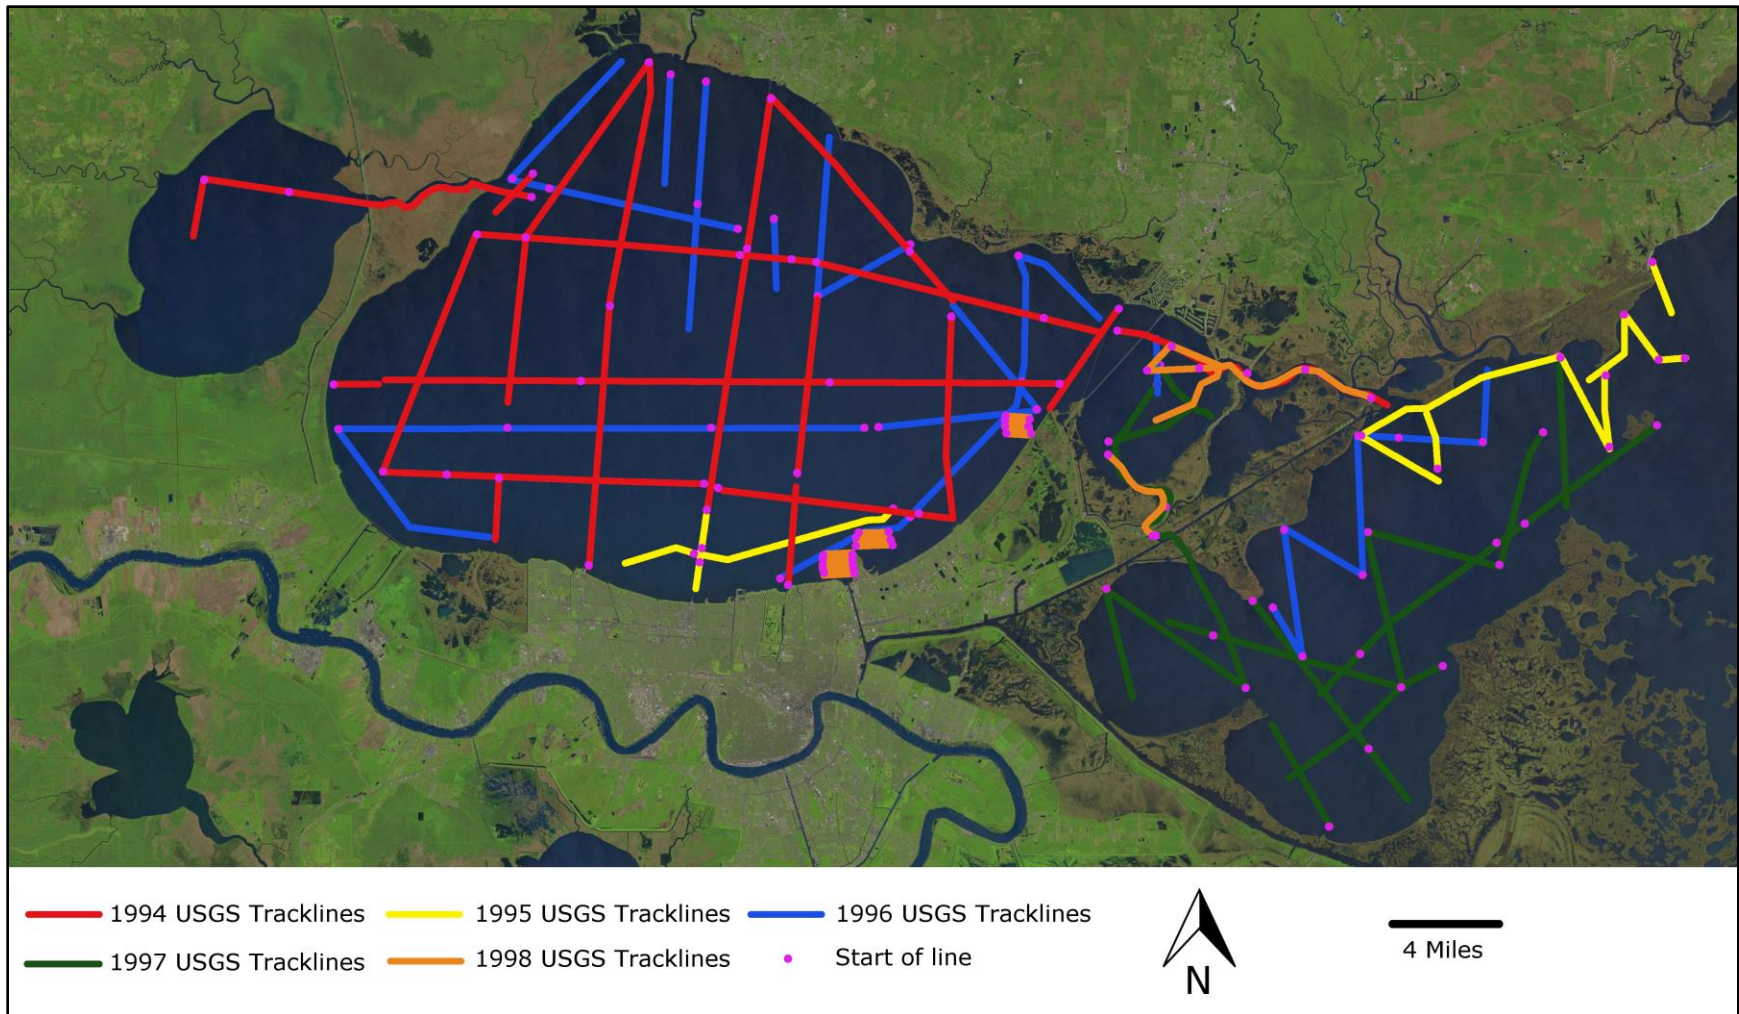 1994 USGS Tracklines
1995 USGS Tracklines
1996 USGS Tracklines
1997 USGS Tracklines
1998 USGS Tracklines
Start of line
N
4 Miles